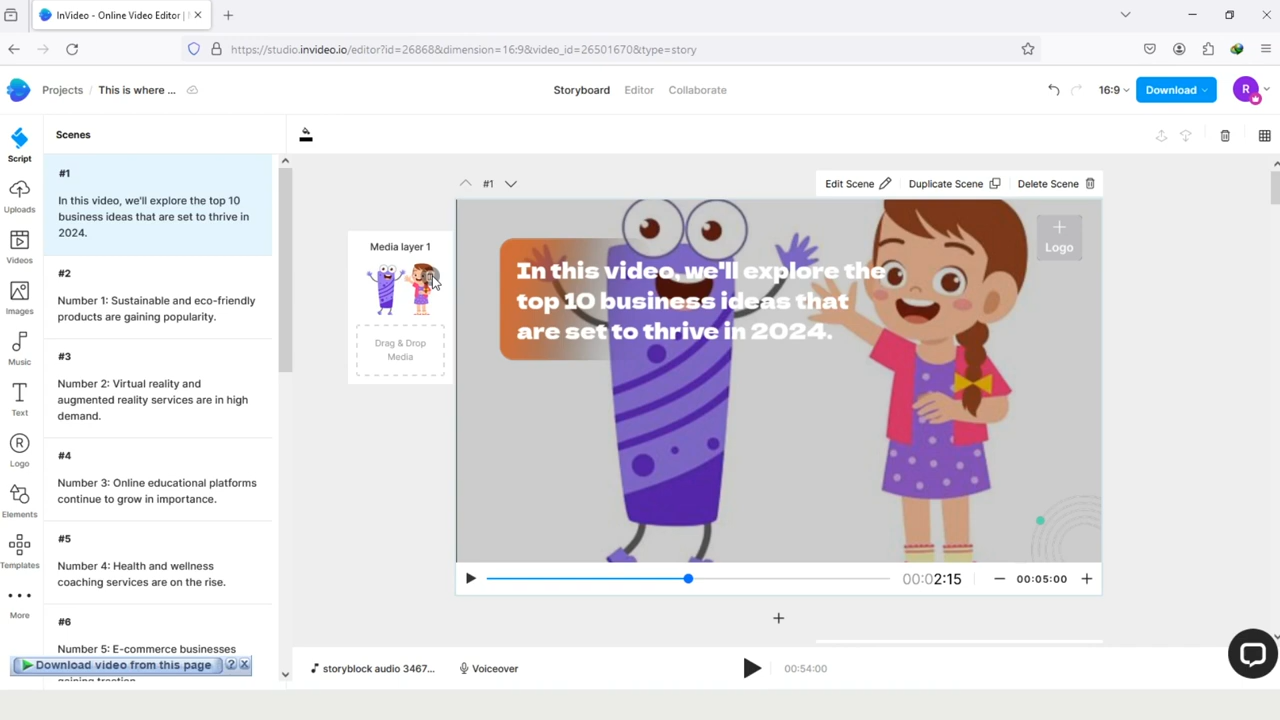 InVideo - Online Video Editor |
https://studio.invideo.io/editor?id=26868&dimension=16:9&video_id=26501670&type=story
Projects / This is where ...
Storyboard
Editor
Collaborate
16:9
Download
R
Script
Uploads
Videos
Images
Music
Text
Logo
Elements
Templates
More
Scenes
#1
In this video, we'll explore the top 10
business ideas that are set to thrive in
2024.
#2
Number 1: Sustainable and eco-friendly
products are gaining popularity.
#3
Number 2: Virtual reality and
augmented reality services are in high
demand.
#4
Number 3: Online educational platforms
continue to grow in importance.
#5
Number 4: Health and wellness
coaching services are on the rise.
#6
Number 5: E-commerce businesses
Download video from this page
?
Media layer 1
Drag & Drop
Media
#1
Edit Scene
Duplicate Scene
Delete Scene
Logo
In this video, we'll explore the
top 10 business ideas that
are set to thrive in 2024.
00:02:15
00:05:00
storyblock audio 3467...
Voiceover
00:54:00